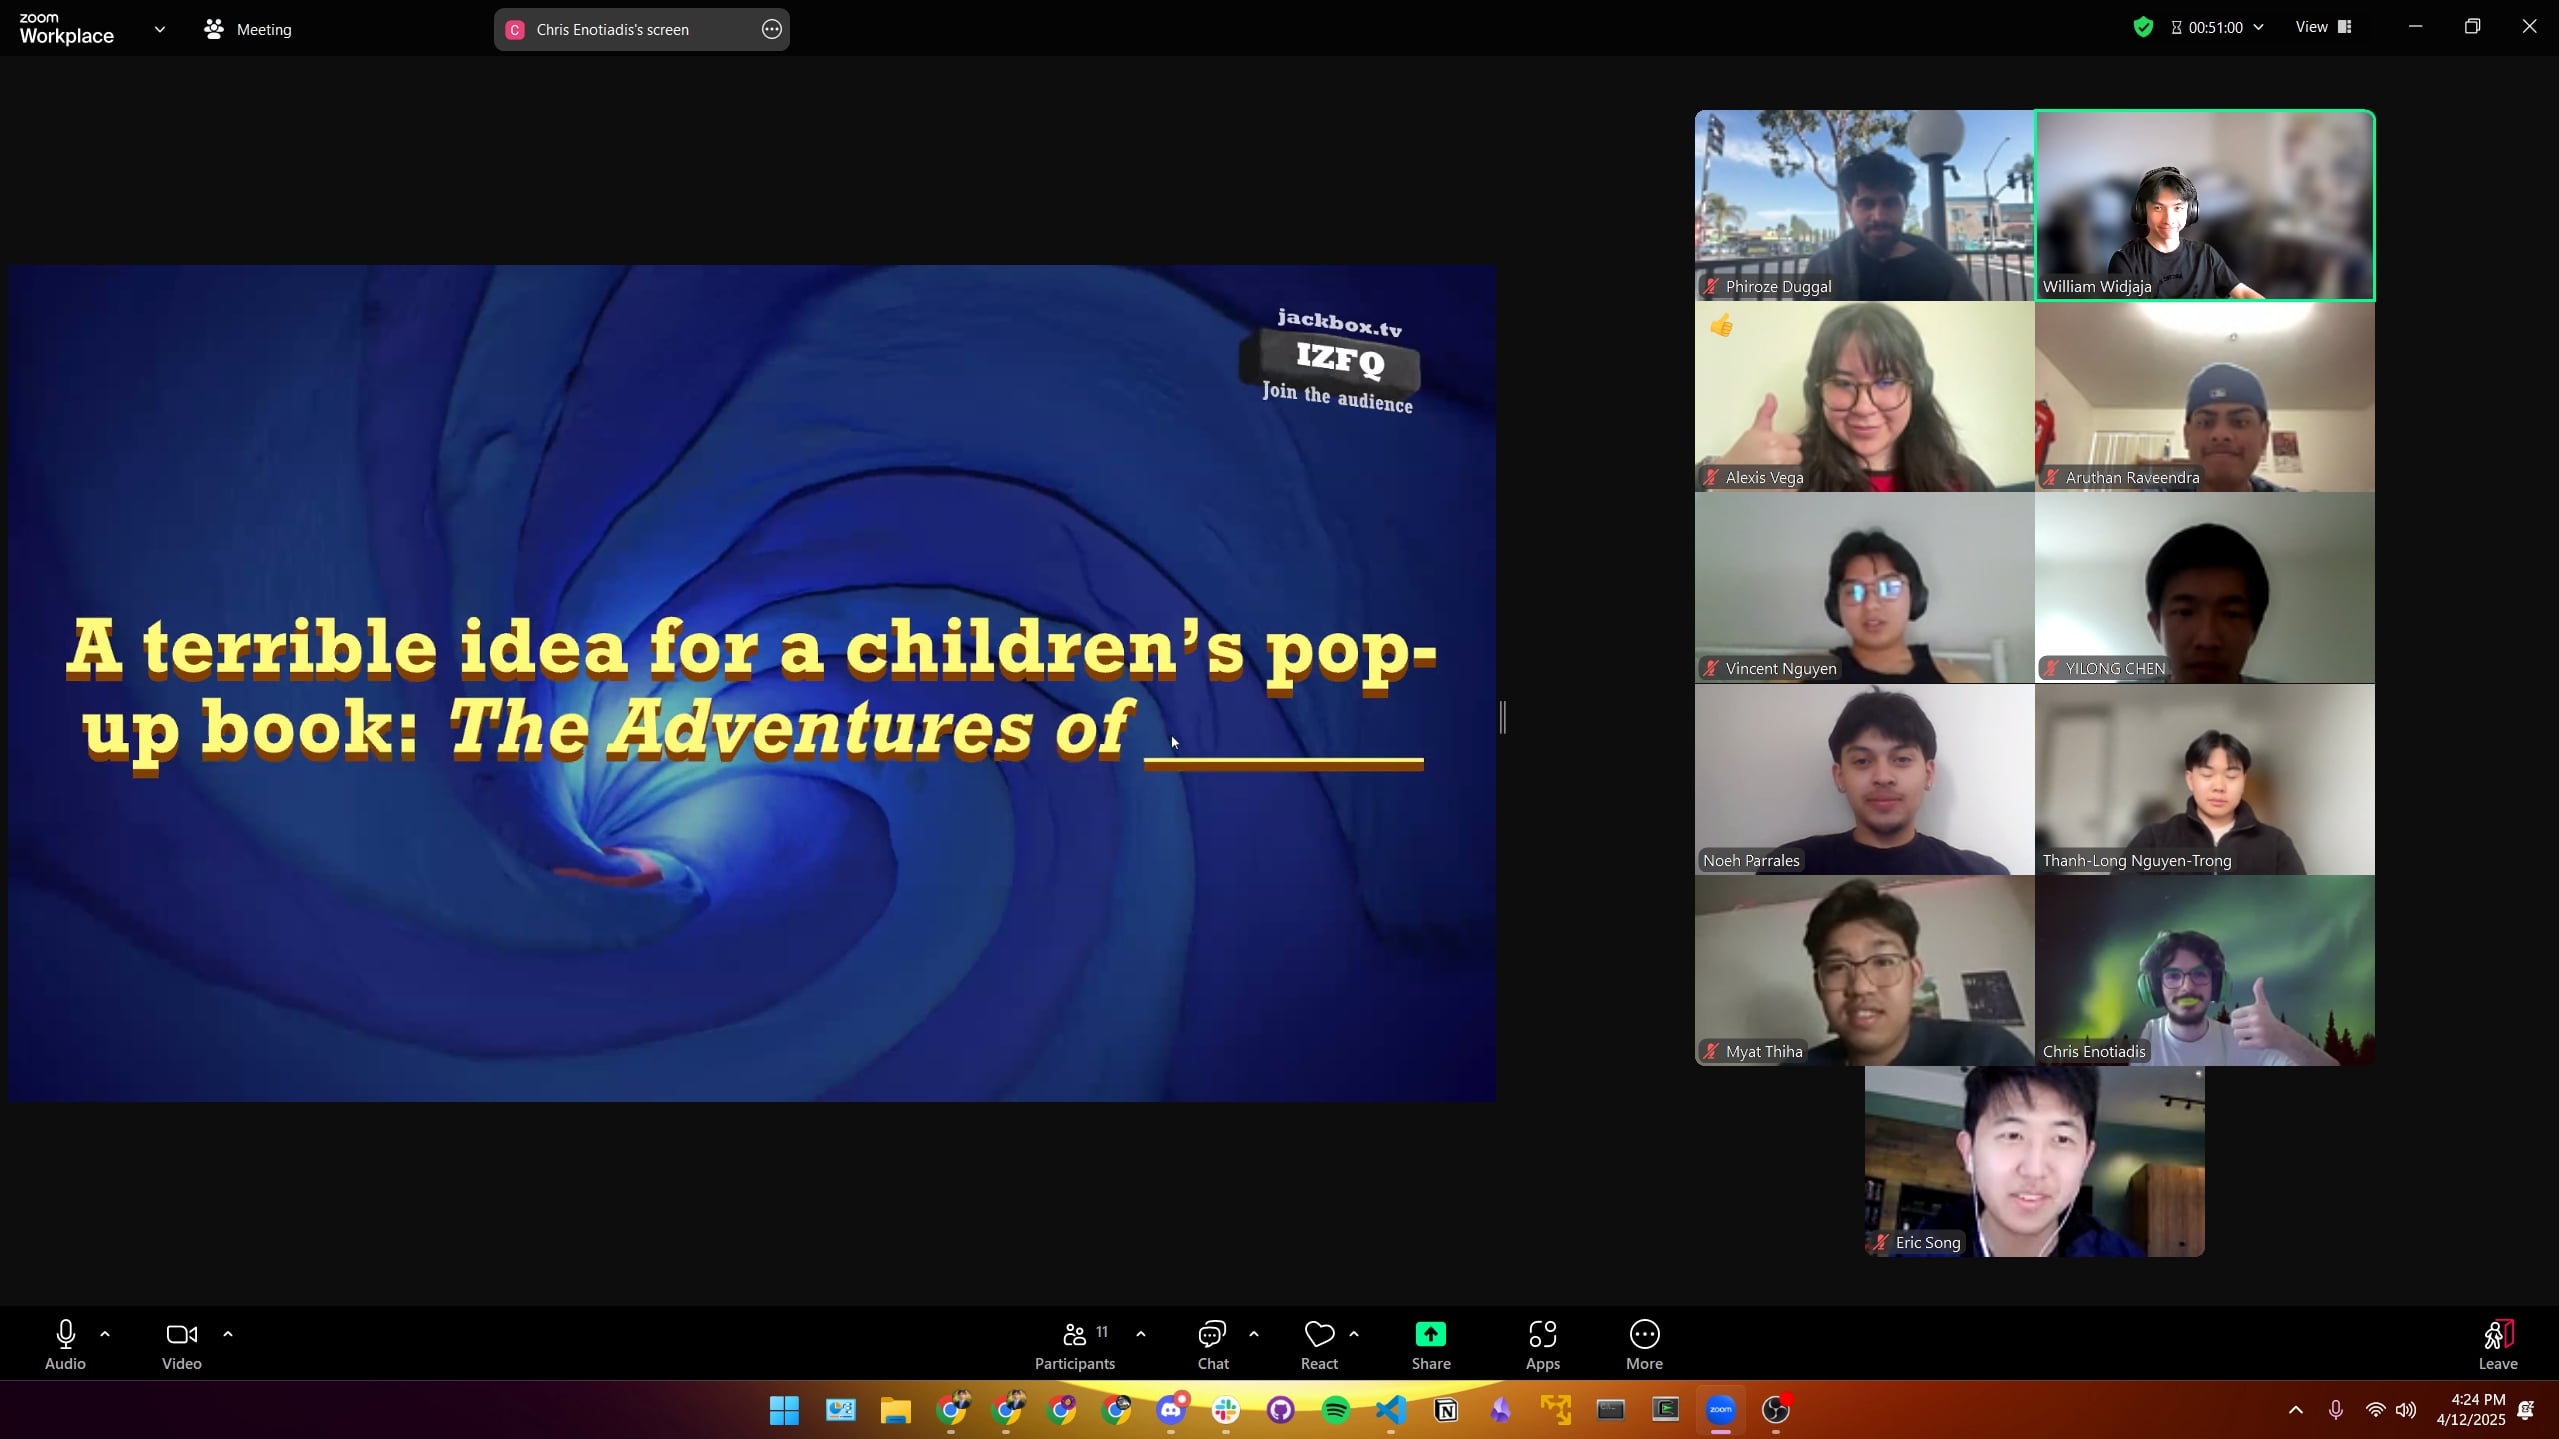 zoom
Workplace
Meeting
C
Chris Enotiadis's screen
00:51:00
View
jackbox.tv
IZFQ
Join the audience
A terrible idea for a children's pop-
up book: The Adventures of
Phiroze Duggal
William Widjaja
Alexis Vega
Aruthan Raveendra
Vincent Nguyen
YILONG CHEN
Noeh Parrales
Thanh-Long Nguyen-Trong
Myat Thiha
Chris Enotiadis
Eric Song
Audio
Video
11
Participants
Chat
React
Share
Apps
More
Leave
zoom
4:24 PM
4/12/2025